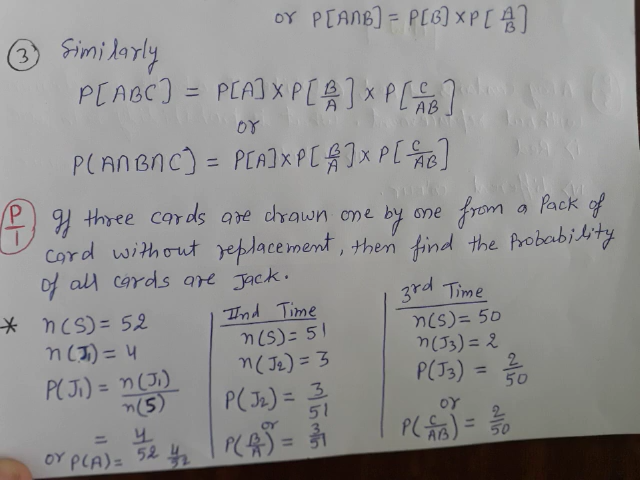 or P[A∩B] = P[B] × P[A/B]
③ Similarly
P[ABC] = P[A] × P[B/A] × P[C/AB]
or
P(A∩B∩C] = P[A] × P[B/A] × P[C/AB]
P/1 If three cards are drawn one by one from a Pack of
card without replacement, then find the Probability
of all cards are Jack.
* n(S) = 52
n(J₁) = 4
P(J₁) = n(J₁)/n(S)
= 4/52
or P(A) = 4/52
IInd Time
n(S) = 51
n(J₂) = 3
P(J₂) = 3/51
or
P(B/A) = 3/51
3rd Time
n(S) = 50
n(J₃) = 2
P(J₃) = 2/50
or
P(C/AB) = 2/50